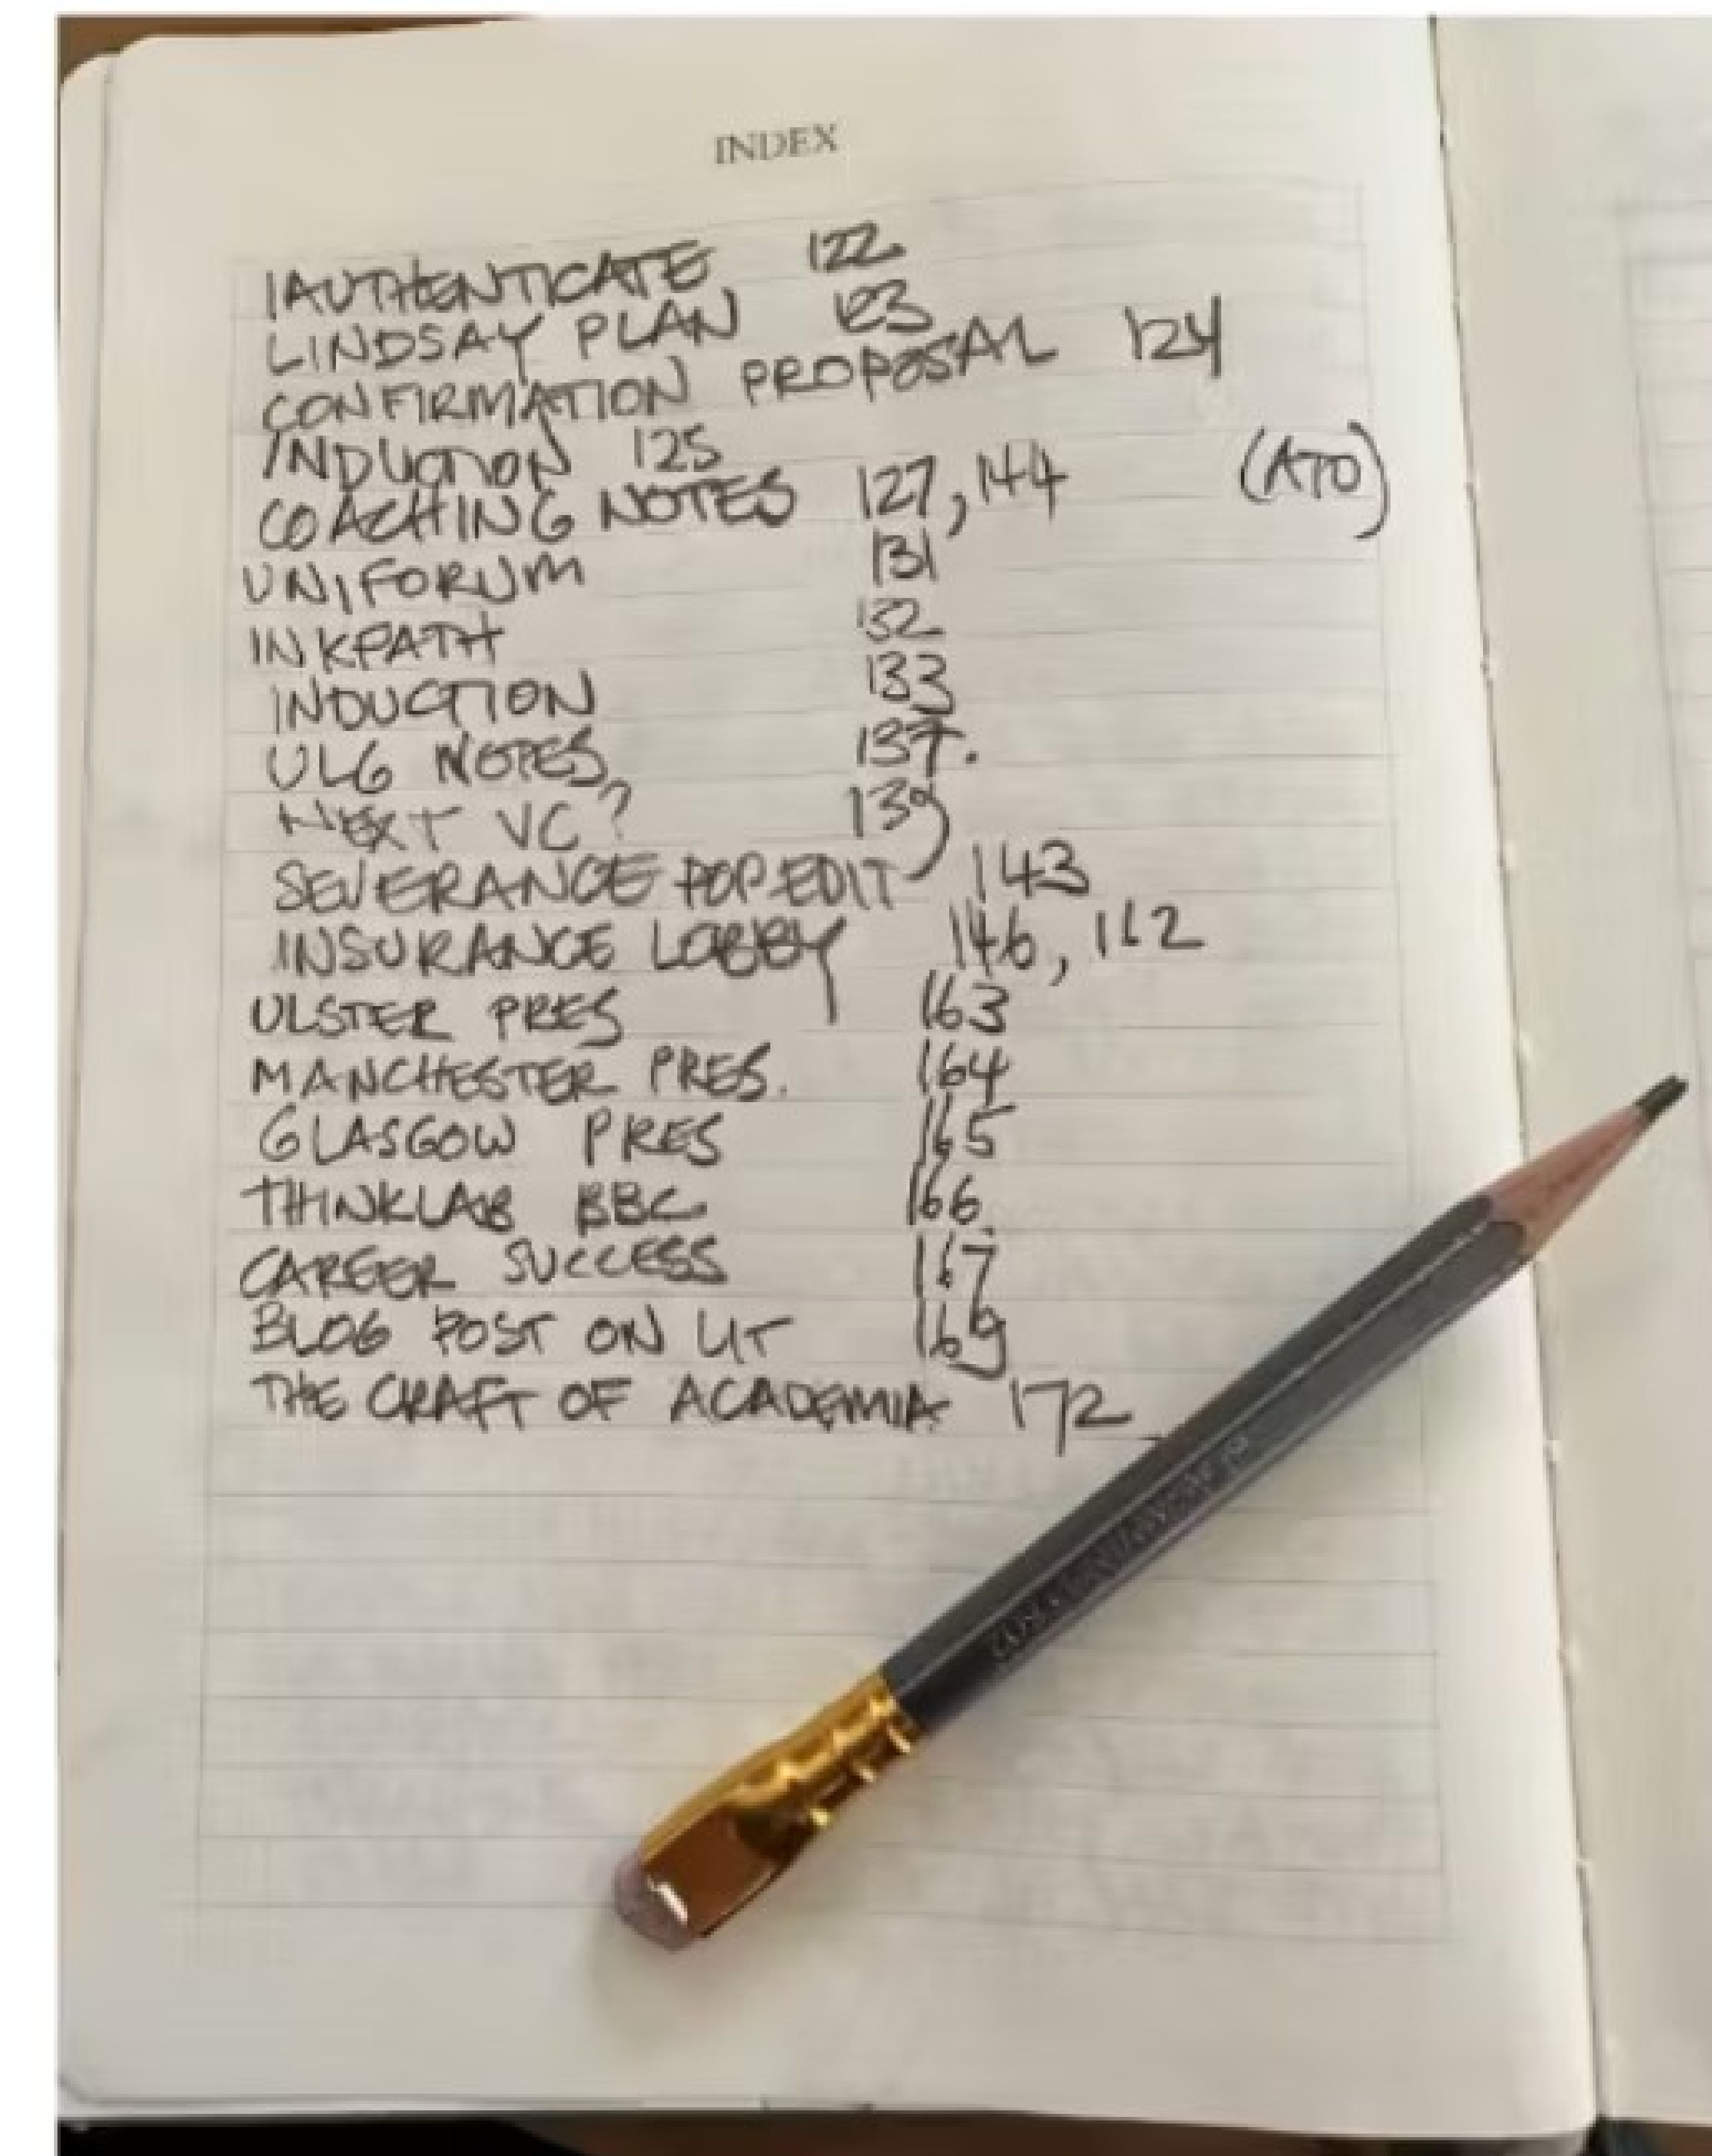 INDEX
IAUTHENTICATE 122
LINDSAY PLAN 123
CONFIRMATION PROPOSAL 124
INDUCTION 125
COACHING NOTES 127, 144 (ATO)
UNIFORUM 131
INKPATH 132
INDUCTION 133
ULG NOTES 137.
NEXT VC? 139
SEVERANCE POP.EDIT 143
INSURANCE LOBBY 146, 162
ULSTER PRES 163
MANCHESTER PRES. 164
GLASGOW PRES 165
THINKLAB BBC 166.
CAREER SUCCESS 167
BLOG POST ON 169
THE CRAFT OF ACADEMIA 172